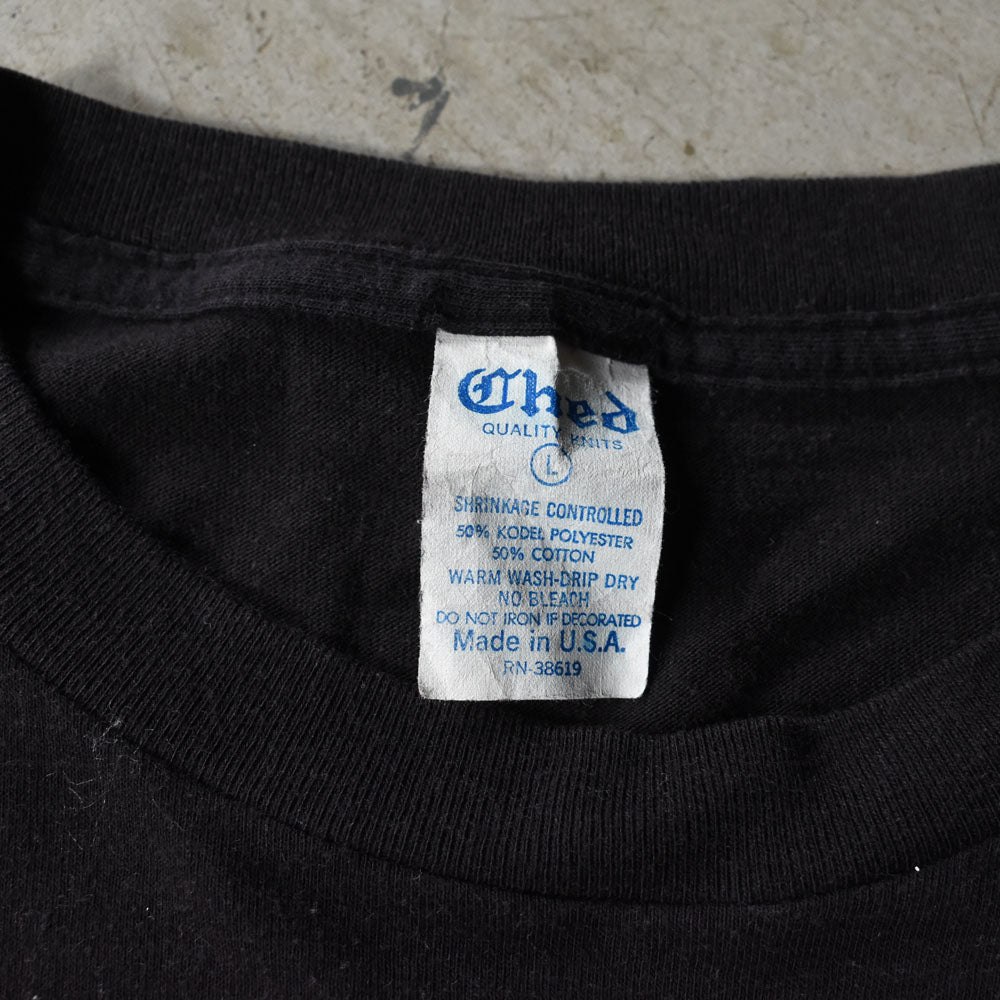 Ched
QUALITY KNITS
L
SHRINKAGE CONTROLLED
50% KODEL POLYESTER
50% COTTON
WARM WASH-DRIP DRY
NO BLEACH
DO NOT IRON IF DECORATED
Made in U.S.A.
RN-38619